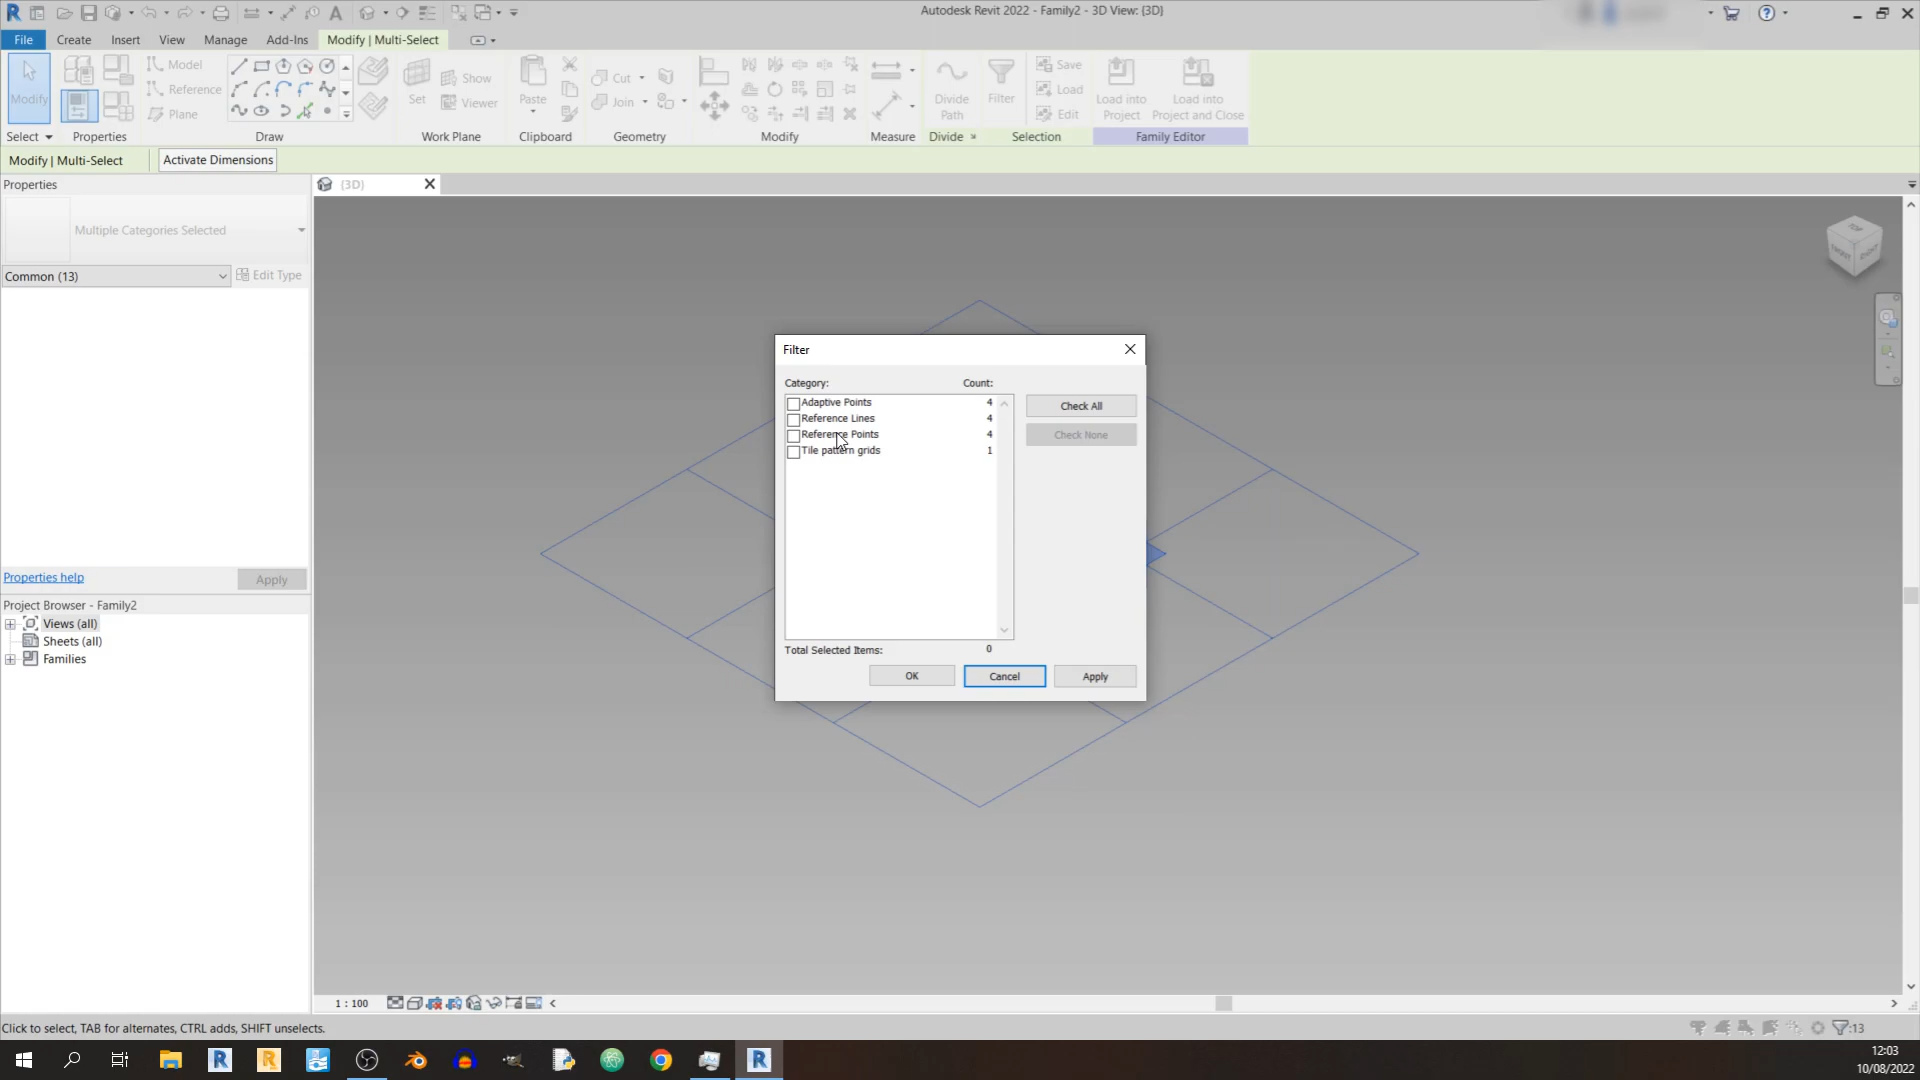 Autodesk Revit 2022 - Family2 - 3D View: {3D}
File Create Insert View Manage Add-Ins Modify | Multi-Select
Modify
Model
Reference
Plane
Set
Show
Viewer
Paste
Cut
Join
Divide Path
Filter
Save
Load
Edit
Load into Project
Load into Project and Close
Select Properties Draw Work Plane Clipboard Geometry Modify Measure Divide Selection Family Editor
Modify | Multi-Select Activate Dimensions
Properties
{3D}
Multiple Categories Selected
Common (13) Edit Type
Properties help Apply
Project Browser - Family2
Views (all)
Sheets (all)
Families
TOP
FRONT RIGHT
Filter
Category: Count:
Adaptive Points 4
Reference Lines 4
Reference Points 4
Tile pattern grids 1
Check All
Check None
Total Selected Items: 0
OK Cancel Apply
1 : 100
Click to select, TAB for alternates, CTRL adds, SHIFT unselects.
:13
12:03
10/08/2022